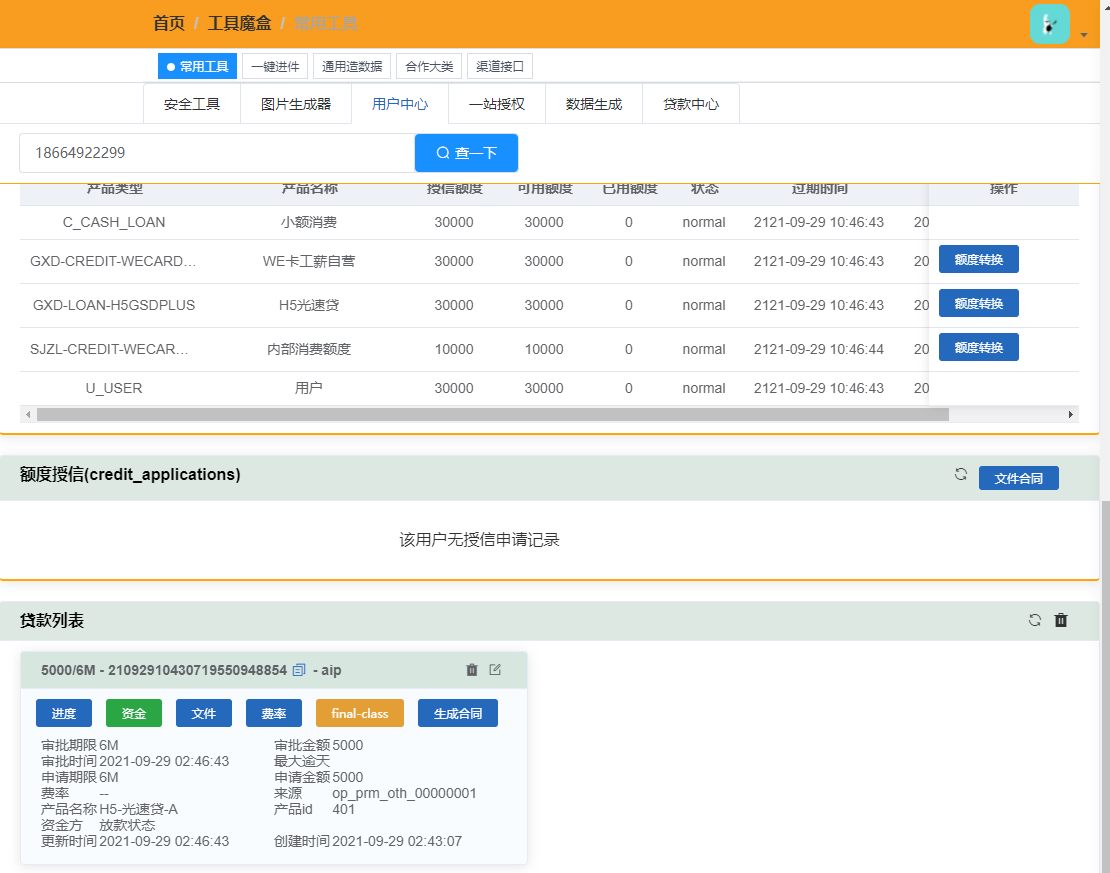 首页 / 工具魔盒 / 常用工具
常用工具 一键进件 通用造数据 合作大类 渠道接口
安全工具 图片生成器 用户中心 一站授权 数据生成 贷款中心
18664922299 查一下
产品类型 产品名称 授信额度 可用额度 已用额度 状态 过期时间 操作
C_CASH_LOAN 小额消费 30000 30000 0 normal 2121-09-29 10:46:43 20
GXD-CREDIT-WECARD… WE卡工薪自营 30000 30000 0 normal 2121-09-29 10:46:43 20 额度转换
GXD-LOAN-H5GSDPLUS H5光速贷 30000 30000 0 normal 2121-09-29 10:46:43 20 额度转换
SJZL-CREDIT-WECAR… 内部消费额度 10000 10000 0 normal 2121-09-29 10:46:44 20 额度转换
U_USER 用户 30000 30000 0 normal 2121-09-29 10:46:43 20
额度授信(credit_applications) 文件合同
该用户无授信申请记录
贷款列表
5000/6M - 21092910430719550948854 - aip
进度 资金 文件 费率 final-class 生成合同
审批期限 6M 审批金额 5000
审批时间 2021-09-29 02:46:43 最大逾天
申请期限 6M 申请金额 5000
费率 -- 来源 op_prm_oth_00000001
产品名称 H5-光速贷-A 产品id 401
资金方 放款状态
更新时间 2021-09-29 02:46:43 创建时间 2021-09-29 02:43:07